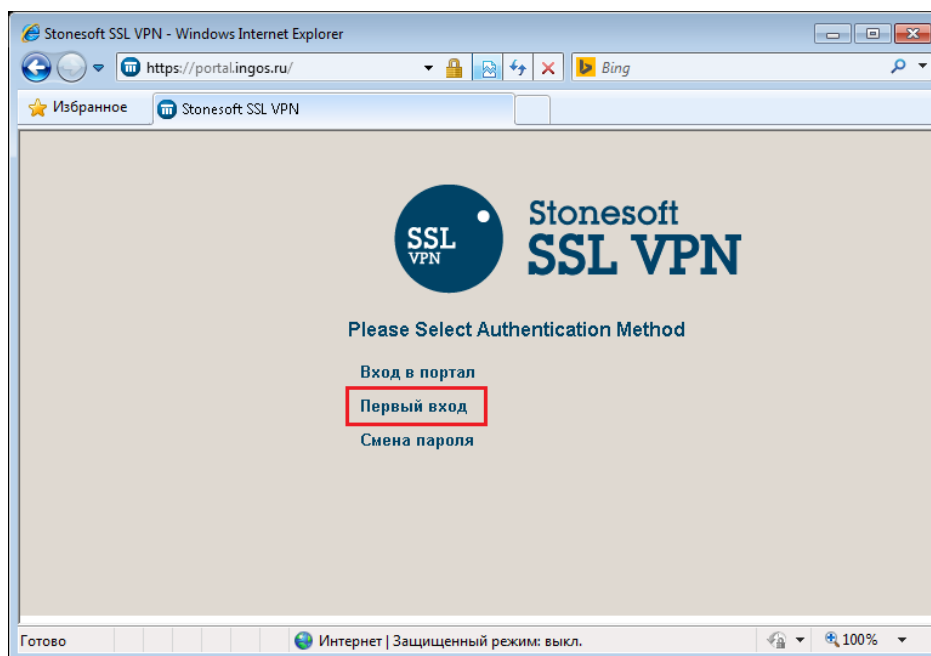 Stonesoft SSL VPN - Windows Internet Explorer
https://portal.ingos.ru/
Bing
Избранное
Stonesoft SSL VPN
SSL
VPN
Stonesoft
SSL VPN
Please Select Authentication Method
Вход в портал
Первый вход
Смена пароля
Готово
Интернет | Защищенный режим: выкл.
100%